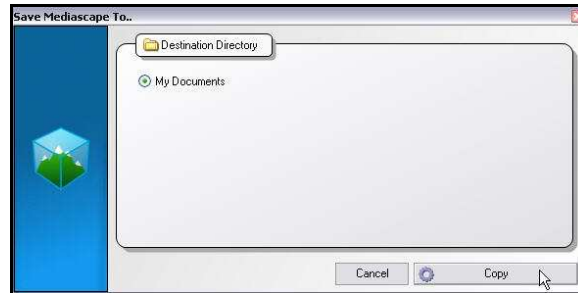 Save Mediascape To..
Destination Directory
My Documents
Cancel
Copy